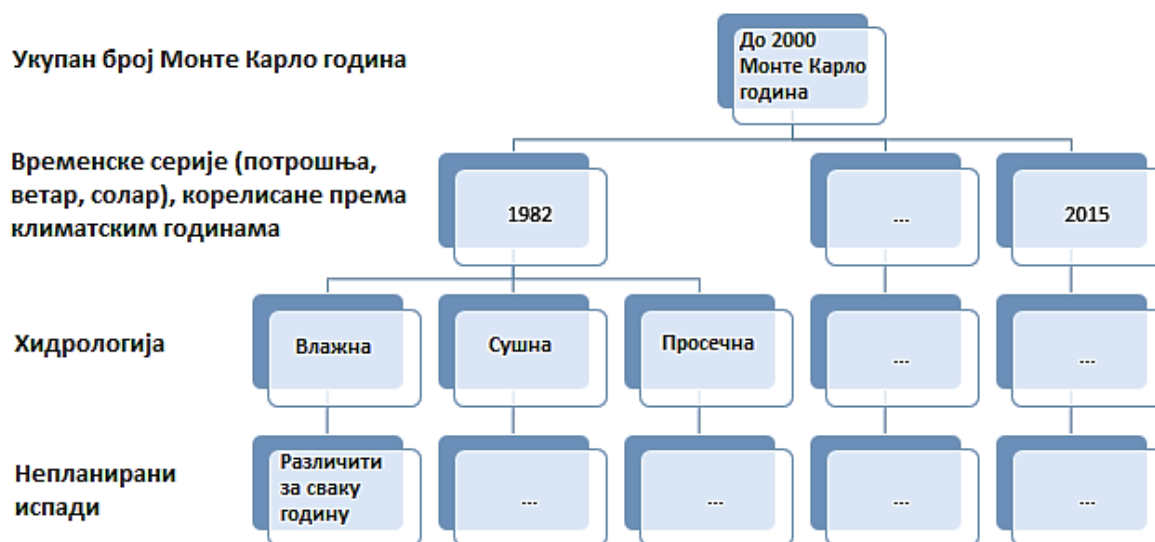 Укупан број Монте Карло година
До 2000
Монте Карло
година
Временске серије (потрошња,
ветар, солар), корелисане према
климатским годинама
1982
...
2015
Хидрологија
Влажна
Сушна
Просечна
...
...
Непланирани
испади
Различити
за сваку
годину
...
...
...
...